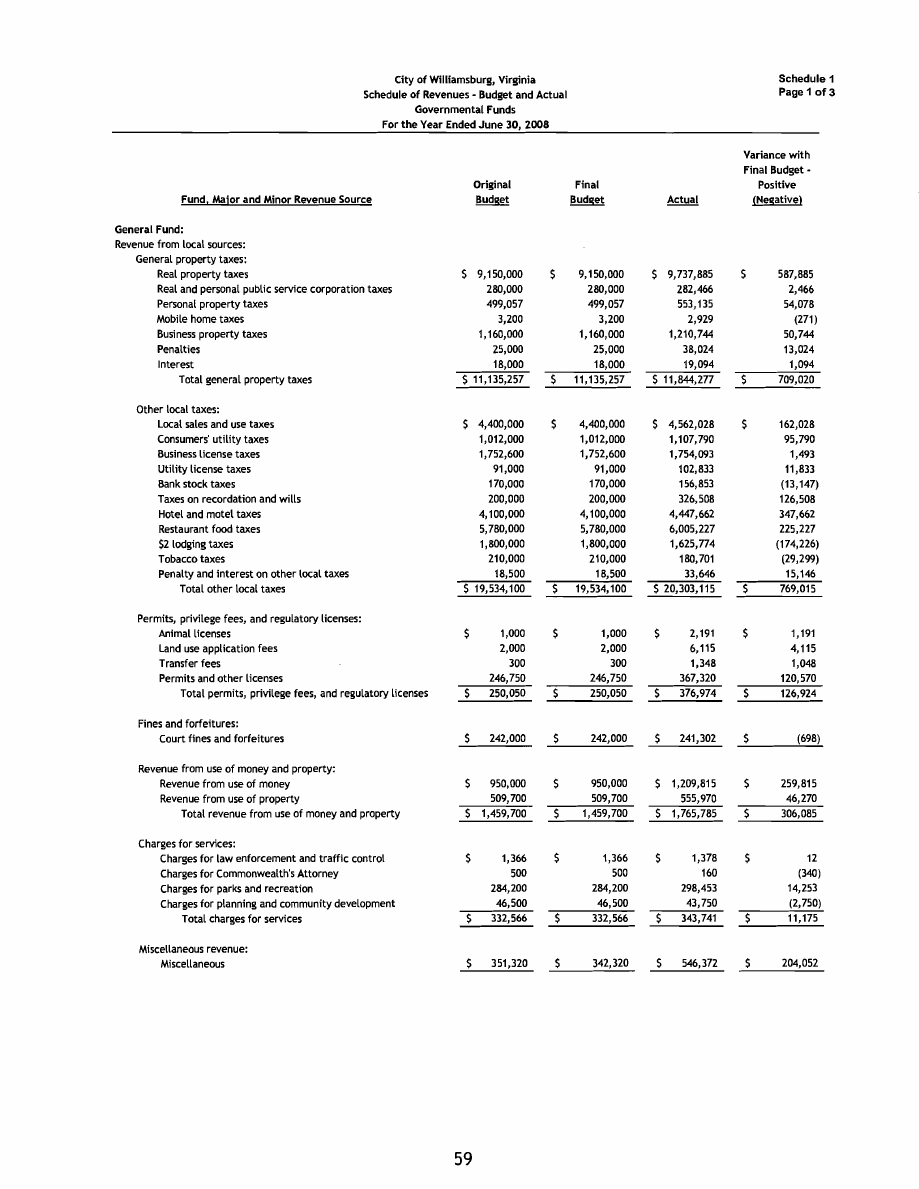 City of Williamsburg, Virginia
Schedule of Revenues - Budget and Actual
Governmental Funds
For the Year Ended June 30, 2008
Schedule 1
Page 1 of 3
Variance with
Final Budget -
Original Final Positive
Fund, Major and Minor Revenue Source Budget Budget Actual (Negative)
General Fund:
Revenue from local sources:
General property taxes:
Real property taxes $ 9,150,000 $ 9,150,000 $ 9,737,885 $ 587,885
Real and personal public service corporation taxes 280,000 280,000 282,466 2,466
Personal property taxes 499,057 499,057 553,135 54,078
Mobile home taxes 3,200 3,200 2,929 (271)
Business property taxes 1,160,000 1,160,000 1,210,744 50,744
Penalties 25,000 25,000 38,024 13,024
Interest 18,000 18,000 19,094 1,094
Total general property taxes $ 11,135,257 $ 11,135,257 $ 11,844,277 $ 709,020
Other local taxes:
Local sales and use taxes $ 4,400,000 $ 4,400,000 $ 4,562,028 $ 162,028
Consumers' utility taxes 1,012,000 1,012,000 1,107,790 95,790
Business license taxes 1,752,600 1,752,600 1,754,093 1,493
Utility license taxes 91,000 91,000 102,833 11,833
Bank stock taxes 170,000 170,000 156,853 (13,147)
Taxes on recordation and wills 200,000 200,000 326,508 126,508
Hotel and motel taxes 4,100,000 4,100,000 4,447,662 347,662
Restaurant food taxes 5,780,000 5,780,000 6,005,227 225,227
$2 lodging taxes 1,800,000 1,800,000 1,625,774 (174,226)
Tobacco taxes 210,000 210,000 180,701 (29,299)
Penalty and interest on other local taxes 18,500 18,500 33,646 15,146
Total other local taxes $ 19,534,100 $ 19,534,100 $ 20,303,115 $ 769,015
Permits, privilege fees, and regulatory licenses:
Animal licenses $ 1,000 $ 1,000 $ 2,191 $ 1,191
Land use application fees 2,000 2,000 6,115 4,115
Transfer fees 300 300 1,348 1,048
Permits and other licenses 246,750 246,750 367,320 120,570
Total permits, privilege fees, and regulatory licenses $ 250,050 $ 250,050 $ 376,974 $ 126,924
Fines and forfeitures:
Court fines and forfeitures $ 242,000 $ 242,000 $ 241,302 $ (698)
Revenue from use of money and property:
Revenue from use of money $ 950,000 $ 950,000 $ 1,209,815 $ 259,815
Revenue from use of property 509,700 509,700 555,970 46,270
Total revenue from use of money and property $ 1,459,700 $ 1,459,700 $ 1,765,785 $ 306,085
Charges for services:
Charges for law enforcement and traffic control $ 1,366 $ 1,366 $ 1,378 $ 12
Charges for Commonwealth's Attorney 500 500 160 (340)
Charges for parks and recreation 284,200 284,200 298,453 14,253
Charges for planning and community development 46,500 46,500 43,750 (2,750)
Total charges for services $ 332,566 $ 332,566 $ 343,741 $ 11,175
Miscellaneous revenue:
Miscellaneous $ 351,320 $ 342,320 $ 546,372 $ 204,052
59